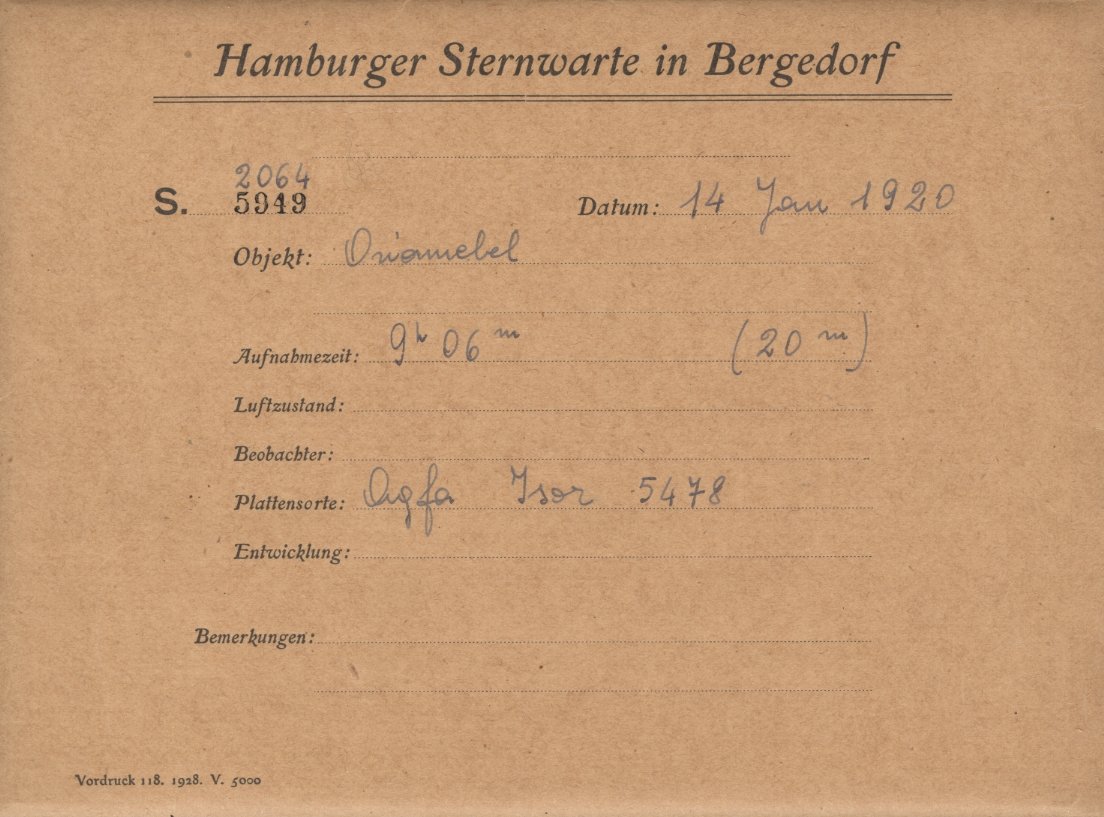 Hamburger Sternwarte in Bergedorf
2064
S. 5949 Datum: 14 Jan 1920
Objekt: Orionnebel
Aufnahmezeit: 9h 06m (20m)
Luftzustand:
Beobachter:
Plattensorte: Agfa Isor 5478
Entwicklung:
Bemerkungen:
Vordruck 118. 1928. V. 5000